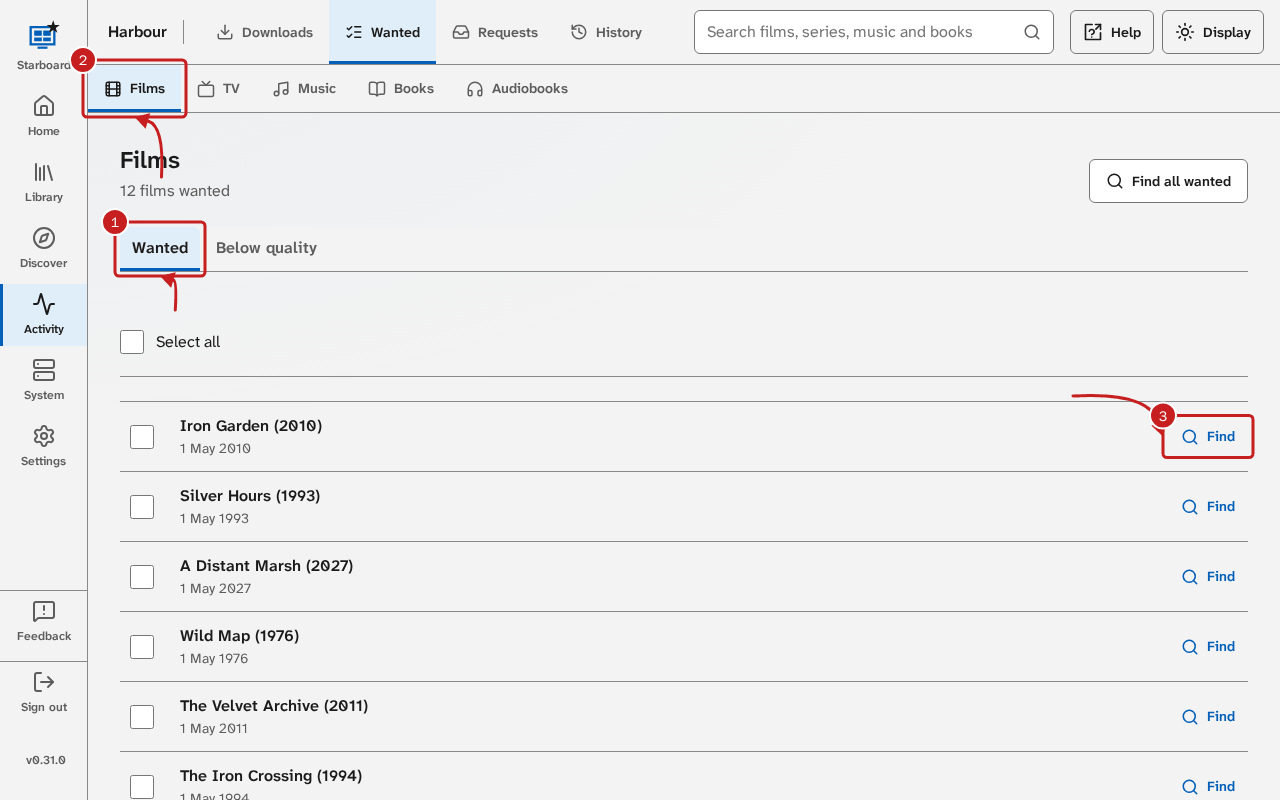 Starboard
Home
Library
Discover
Activity
System
Settings
Feedback
Sign out
v0.31.0
Harbour
Downloads
Wanted
Requests
History
Search films, series, music and books
Help
Display
2
Films
TV
Music
Books
Audiobooks
Films
12 films wanted
Find all wanted
1
Wanted
Below quality
Select all
3
Iron Garden (2010)
1 May 2010
Find
Silver Hours (1993)
1 May 1993
Find
A Distant Marsh (2027)
1 May 2027
Find
Wild Map (1976)
1 May 1976
Find
The Velvet Archive (2011)
1 May 2011
Find
The Iron Crossing (1994)
1 May 1994
Find